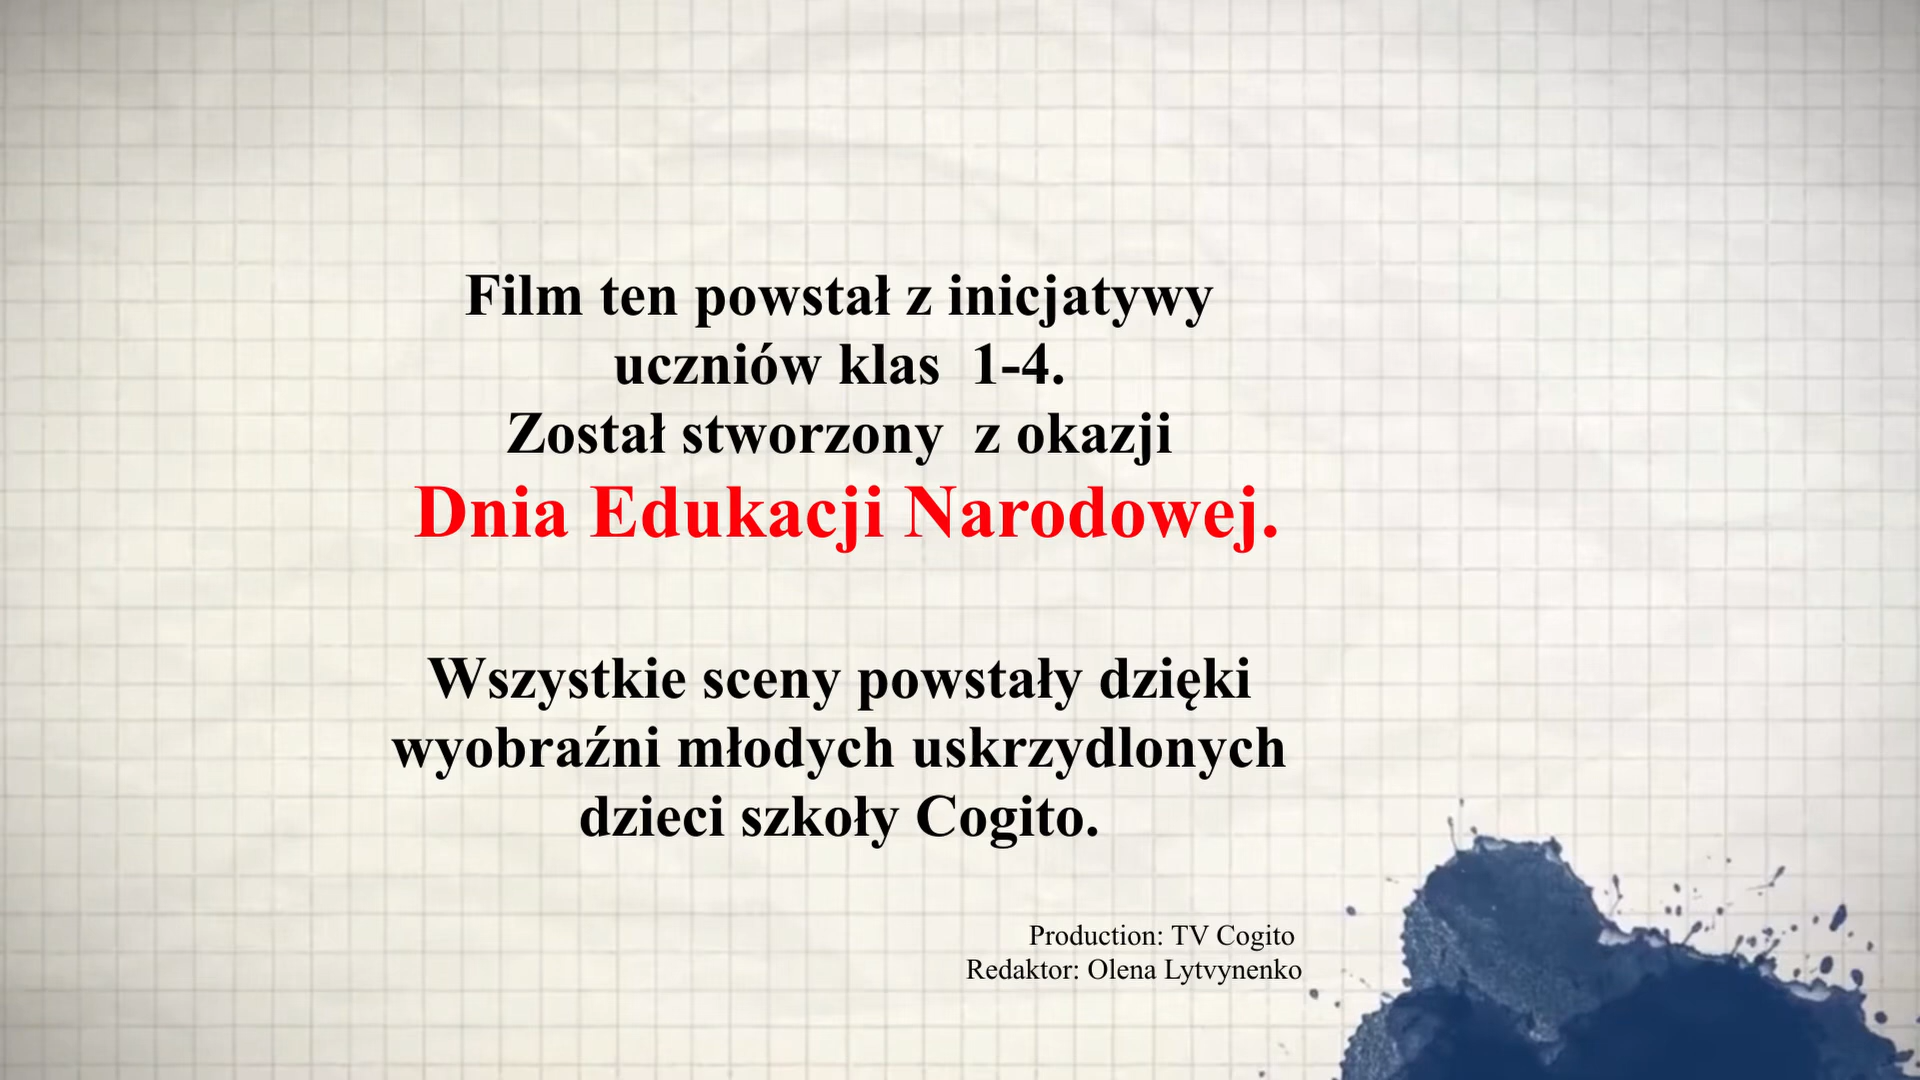 Film ten powstał z inicjatywy
uczniów klas  1-4.
Został stworzony  z okazji
Dnia Edukacji Narodowej.
Wszystkie sceny powstały dzięki
wyobraźni młodych uskrzydlonych
dzieci szkoły Cogito.
Production: TV Cogito
Redaktor: Olena Lytvynenko